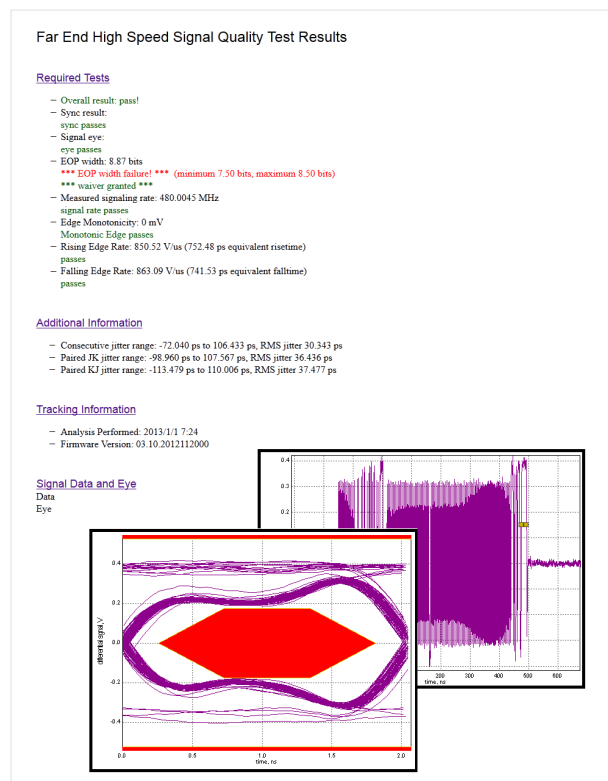 Far End High Speed Signal Quality Test Results
Required Tests
– Overall result: pass!
– Sync result:
sync passes
– Signal eye:
eye passes
– EOP width: 8.87 bits
*** EOP width failure! *** (minimum 7.50 bits, maximum 8.50 bits)
*** waiver granted ***
– Measured signaling rate: 480.0045 MHz
signal rate passes
– Edge Monotonicity: 0 mV
Monotonic Edge passes
– Rising Edge Rate: 850.52 V/us (752.48 ps equivalent risetime)
passes
– Falling Edge Rate: 863.09 V/us (741.53 ps equivalent falltime)
passes
Additional Information
– Consecutive jitter range: -72.040 ps to 106.433 ps, RMS jitter 30.343 ps
– Paired JK jitter range: -98.960 ps to 107.567 ps, RMS jitter 36.436 ps
– Paired KJ jitter range: -113.479 ps to 110.006 ps, RMS jitter 37.477 ps
Tracking Information
– Analysis Performed: 2013/1/1 7:24
– Firmware Version: 03.10.2012112000
Signal Data and Eye
Data
Eye
0.4
0.3
0.2
200 300 400 500 600
time, ns
0.4
0.2
0.0
-0.2
-0.4
differential signal, V
0.0 0.5 1.0 1.5 2.0
time, ns